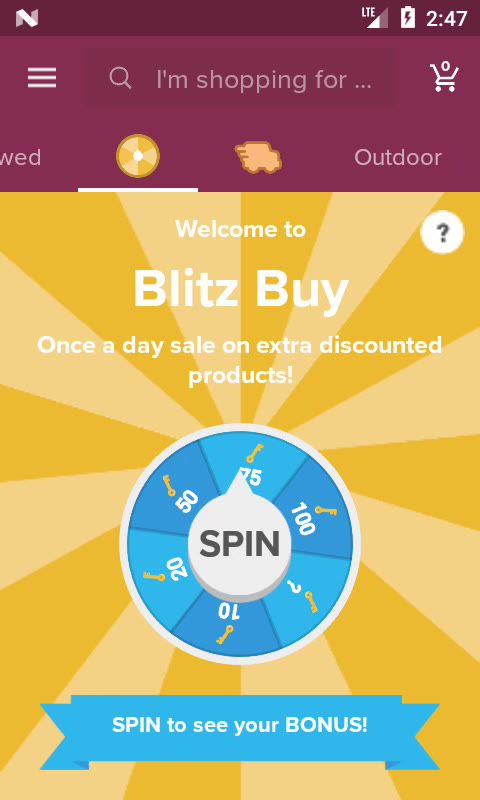 LTE 2:47
I'm shopping for ...
0
wed
Outdoor
Welcome to
?
Blitz Buy
Once a day sale on extra discounted
products!
75
50
100
SPIN
20
?
10
SPIN to see your BONUS!